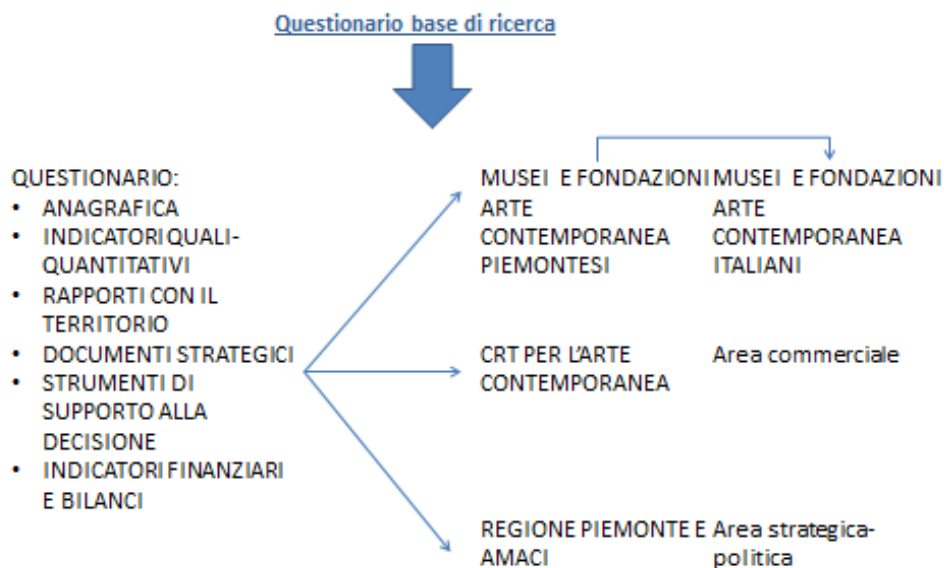 Questionario base di ricerca
QUESTIONARIO:
• ANAGRAFICA
• INDICATORI QUALI-
QUANTITATIVI
• RAPPORTI CON IL
TERRITORIO
• DOCUMENTI STRATEGICI
• STRUMENTI DI
SUPPORTO ALLA
DECISIONE
• INDICATORI FINANZIARI
E BILANCI
MUSEI E FONDAZIONI
ARTE
CONTEMPORANEA
PIEMONTESI
MUSEI E FONDAZIONI
ARTE
CONTEMPORANEA
ITALIANI
CRT PER L'ARTE
CONTEMPORANEA
Area commerciale
REGIONE PIEMONTE E
AMACI
Area strategica-
politica